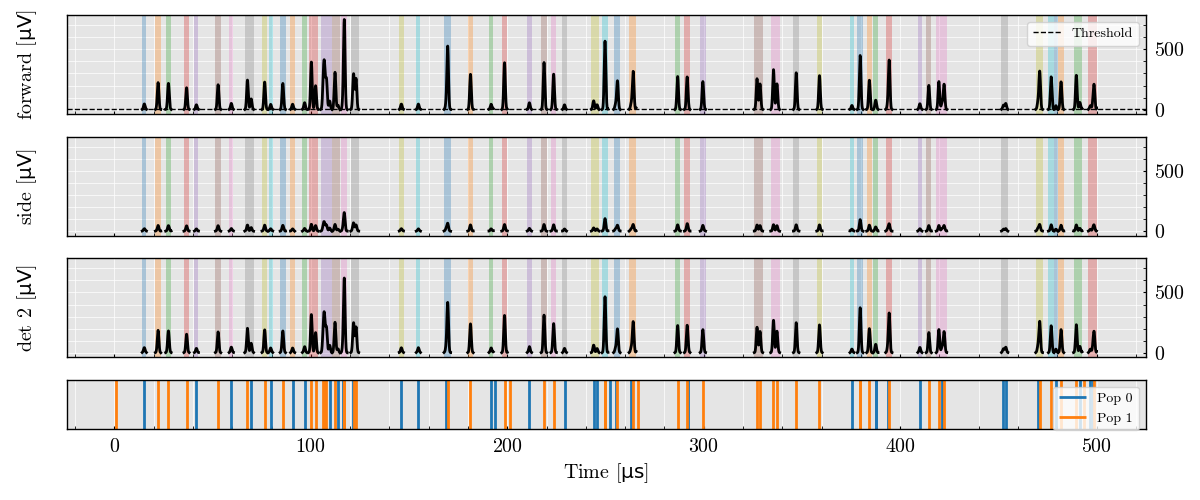 forward [μV]
Threshold
500
0
side [μV]
500
0
det 2 [μV]
500
0
Pop 0
Pop 1
0 100 200 300 400 500
Time [μs]